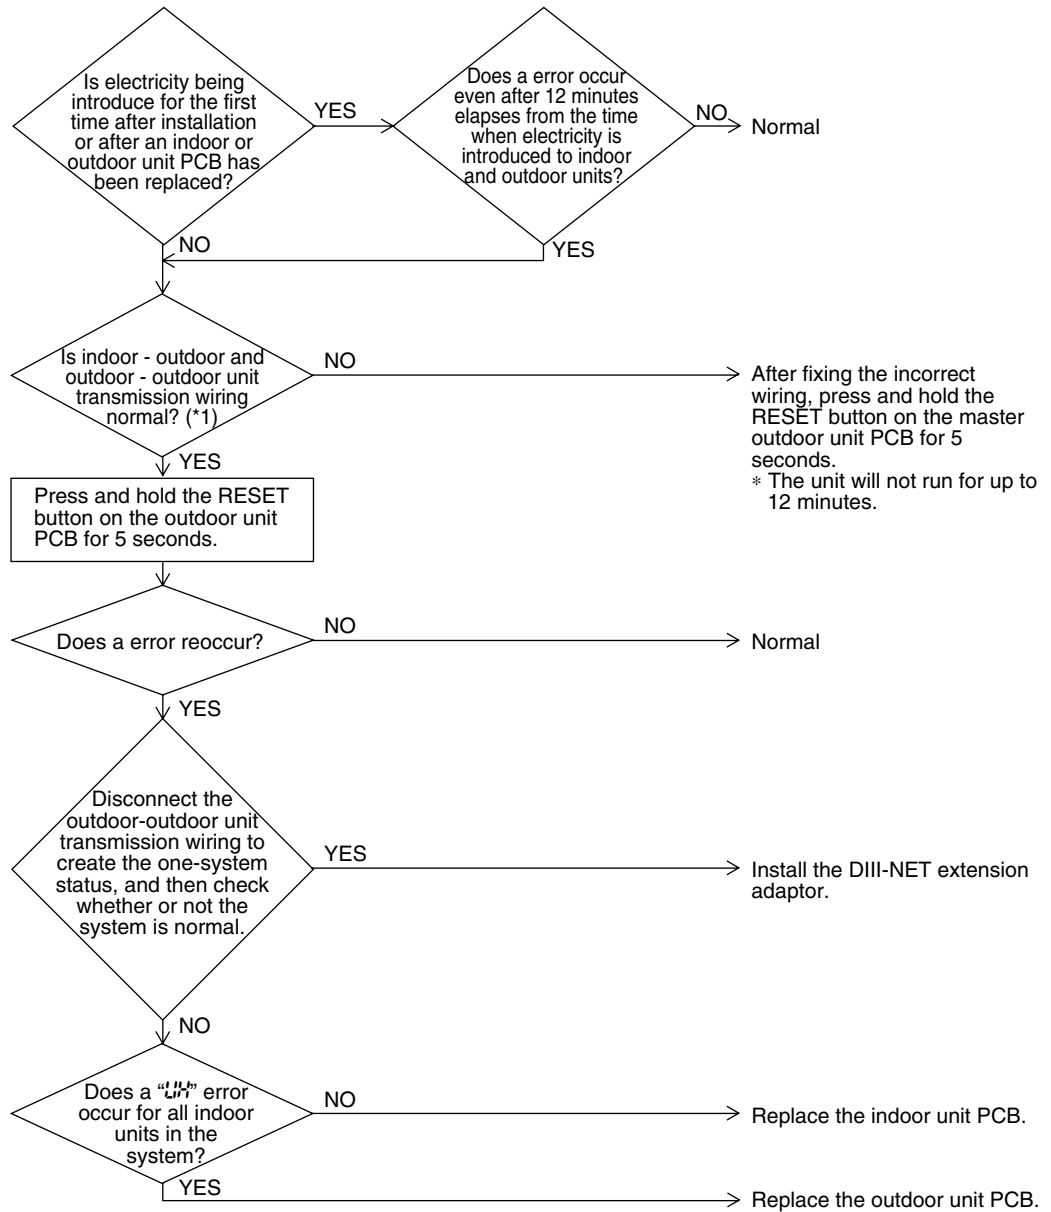 Is electricity being
introduce for the first
time after installation
or after an indoor or
outdoor unit PCB has
been replaced?
YES
Does a error occur
even after 12 minutes
elapses from the time
when electricity is
introduced to indoor
and outdoor units?
NO
Normal
NO
YES
Is indoor - outdoor and
outdoor - outdoor unit
transmission wiring
normal? (*1)
NO
After fixing the incorrect
wiring, press and hold the
RESET button on the master
outdoor unit PCB for 5
seconds.
* The unit will not run for up to
12 minutes.
YES
Press and hold the RESET
button on the outdoor unit
PCB for 5 seconds.
Does a error reoccur?
NO
Normal
YES
Disconnect the
outdoor-outdoor unit
transmission wiring to
create the one-system
status, and then check
whether or not the
system is normal.
YES
Install the DIII-NET extension
adaptor.
NO
Does a “UH” error
occur for all indoor
units in the
system?
NO
Replace the indoor unit PCB.
YES
Replace the outdoor unit PCB.